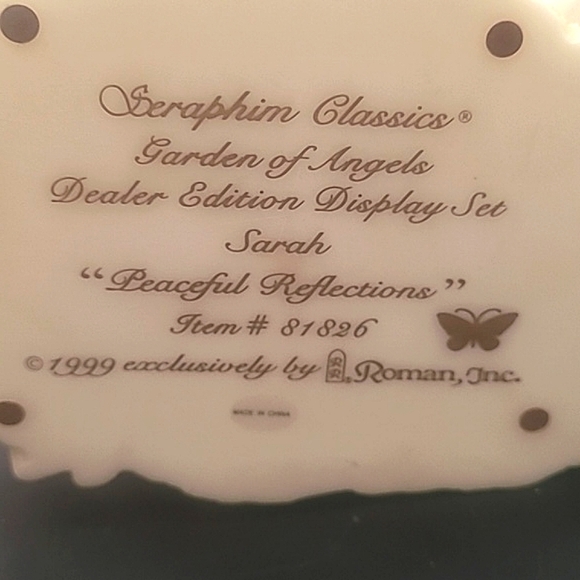 Seraphim Classics®
Garden of Angels
Dealer Edition Display Set
Sarah
“Peaceful Reflections”
Item # 81826
© 1999 exclusively by Roman, Inc.
MADE IN CHINA